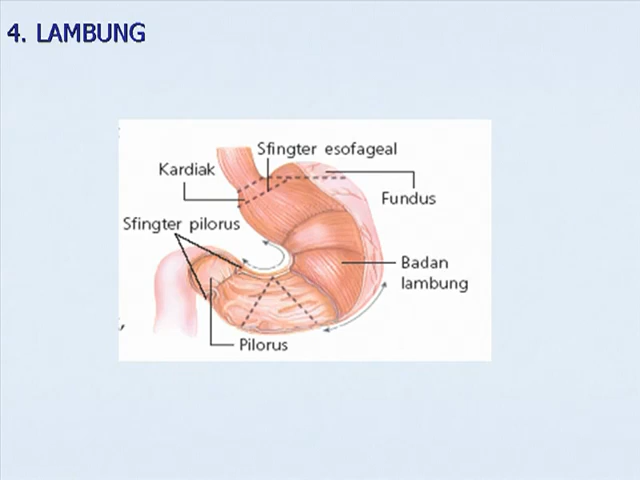 4. LAMBUNG
Sfingter esofageal
Kardiak
Fundus
Sfingter pilorus
Badan
lambung
Pilorus